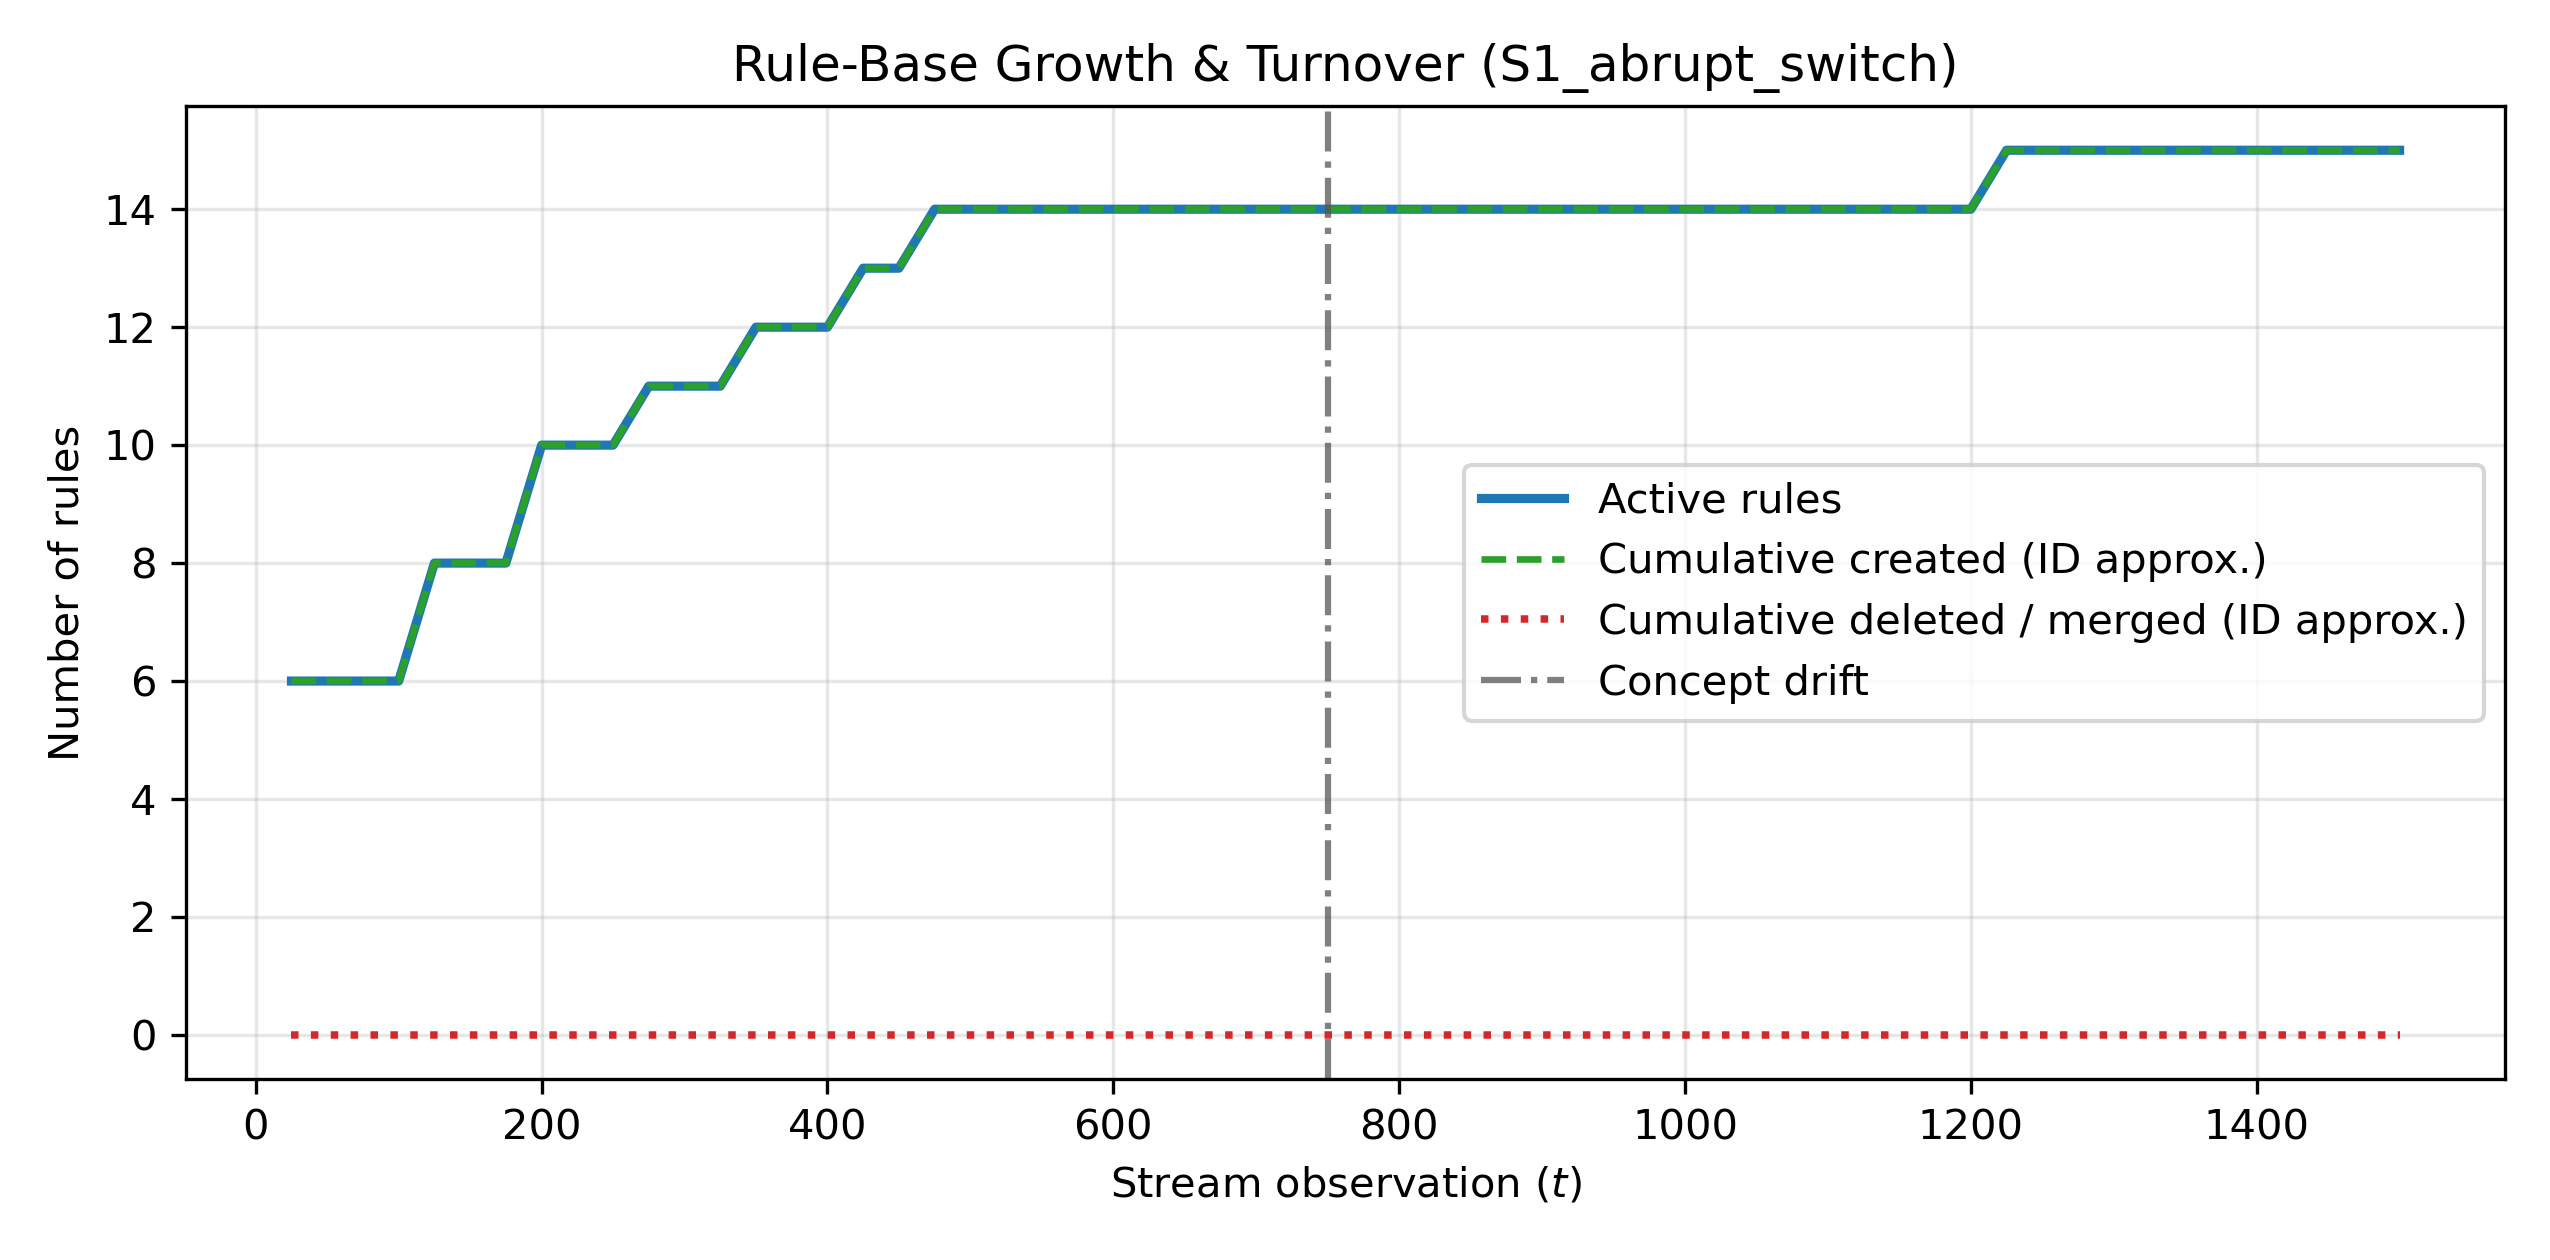 Rule-Base Growth & Turnover (S1_abrupt_switch)
Number of rules
14
12
10
8
6
4
2
0
Active rules
Cumulative created (ID approx.)
Cumulative deleted / merged (ID approx.)
Concept drift
0 200 400 600 800 1000 1200 1400
Stream observation (t)